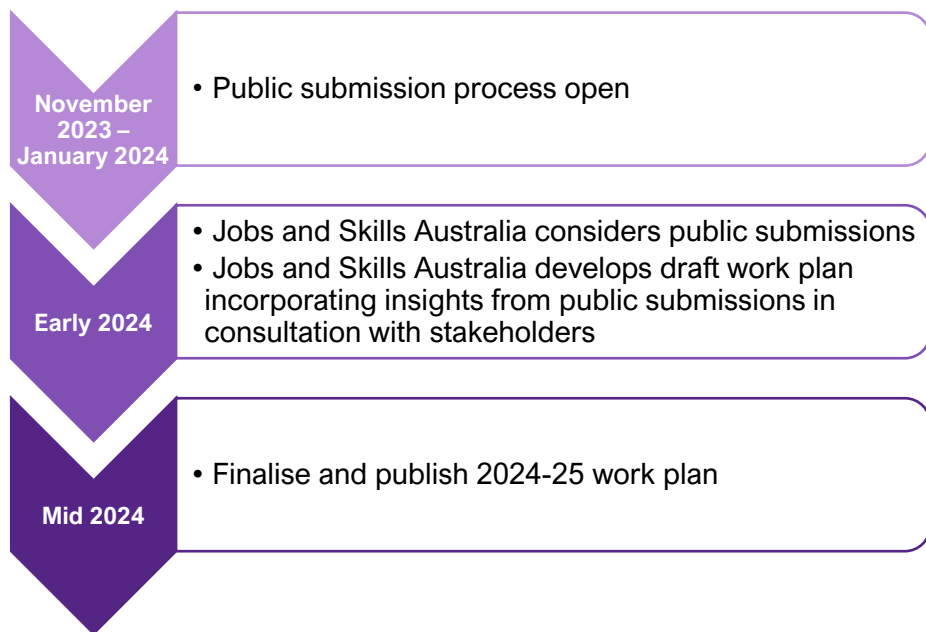 November
2023 –
January 2024
• Public submission process open
Early 2024
• Jobs and Skills Australia considers public submissions
• Jobs and Skills Australia develops draft work plan
incorporating insights from public submissions in
consultation with stakeholders
Mid 2024
• Finalise and publish 2024-25 work plan